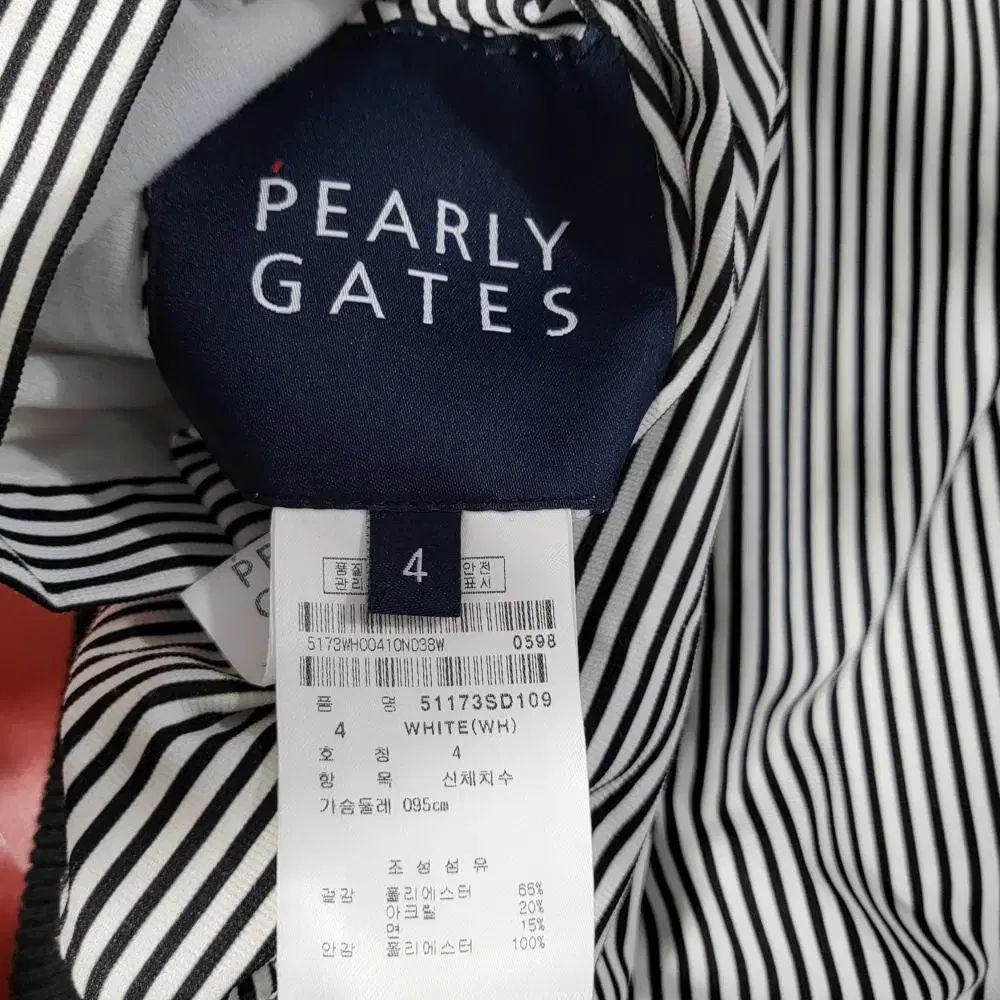 PEARLY
GATES
4
품질
관리
안전
표시
5173WH00410ND38W 0598
품 명 51173SD109
4 WHITE(WH)
호 칭 4
항 목 신체치수
가슴둘레 095cm
조성섬유
겉감 폴리에스터 65%
아크릴 20%
면 15%
안감 폴리에스터 100%